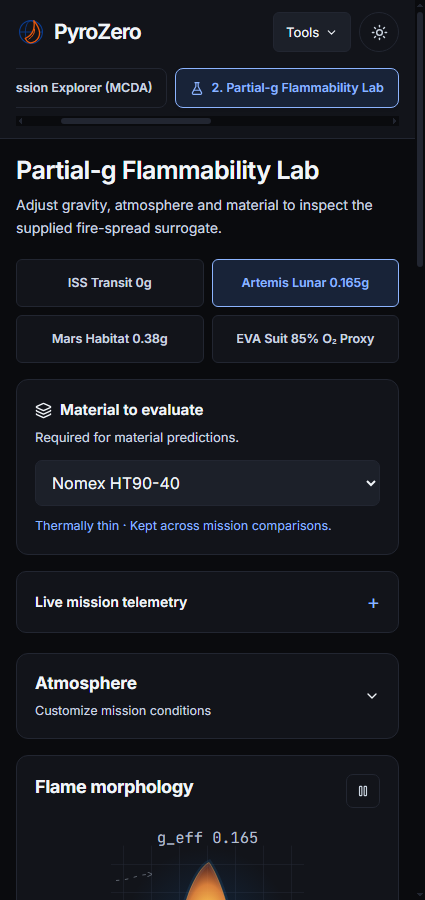 PyroZero
Tools
ssion Explorer (MCDA)
2. Partial-g Flammability Lab
Partial-g Flammability Lab
Adjust gravity, atmosphere and material to inspect the
supplied fire-spread surrogate.
ISS Transit 0g
Artemis Lunar 0.165g
Mars Habitat 0.38g
EVA Suit 85% O₂ Proxy
Material to evaluate
Required for material predictions.
Nomex HT90-40
Thermally thin · Kept across mission comparisons.
Live mission telemetry
Atmosphere
Customize mission conditions
Flame morphology
g_eff 0.165